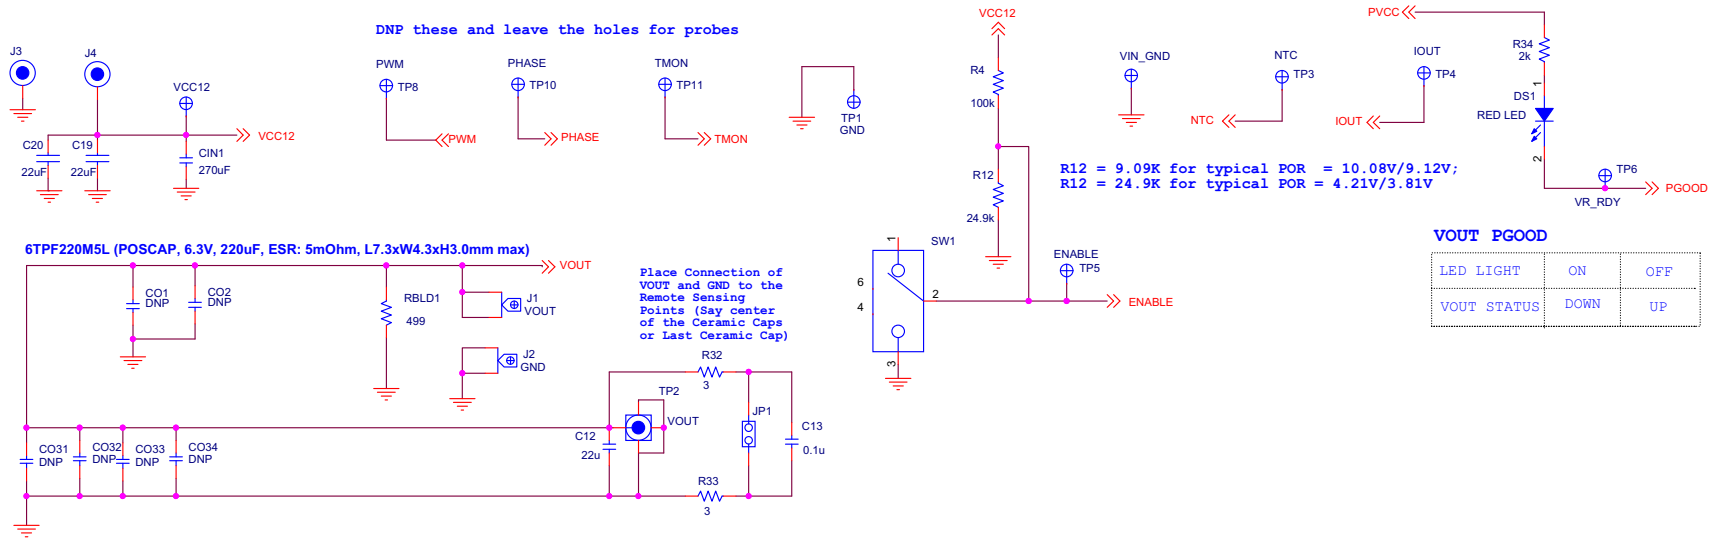 DNP these and leave the holes for probes
J3
J4
VCC12
VCC12
C20
22uF
C19
22uF
CIN1
270uF
PWM
TP8
PWM
PHASE
TP10
PHASE
TMON
TP11
TMON
TP1
GND
VCC12
R4
100k
R12
24.9k
VIN_GND
NTC
TP3
NTC
IOUT
TP4
IOUT
PVCC
R34
2k
1
DS1
RED LED
2
TP6
VR_RDY
PGOOD
R12 = 9.09K for typical POR  = 10.08V/9.12V;
R12 = 24.9K for typical POR = 4.21V/3.81V
SW1
1
6
4
2
3
ENABLE
TP5
ENABLE
VOUT PGOOD
LED LIGHT ON OFF
VOUT STATUS DOWN UP
6TPF220M5L (POSCAP, 6.3V, 220uF, ESR: 5mOhm, L7.3xW4.3xH3.0mm max)
VOUT
CO1
DNP
CO2
DNP
RBLD1
499
J1
VOUT
J2
GND
Place Connection of
VOUT and GND to the
Remote Sensing
Points (Say center
of the Ceramic Caps
or Last Ceramic Cap)
R32
3
TP2
VOUT
JP1
C13
0.1u
C12
22u
R33
3
CO31
DNP
CO32
DNP
CO33
DNP
CO34
DNP